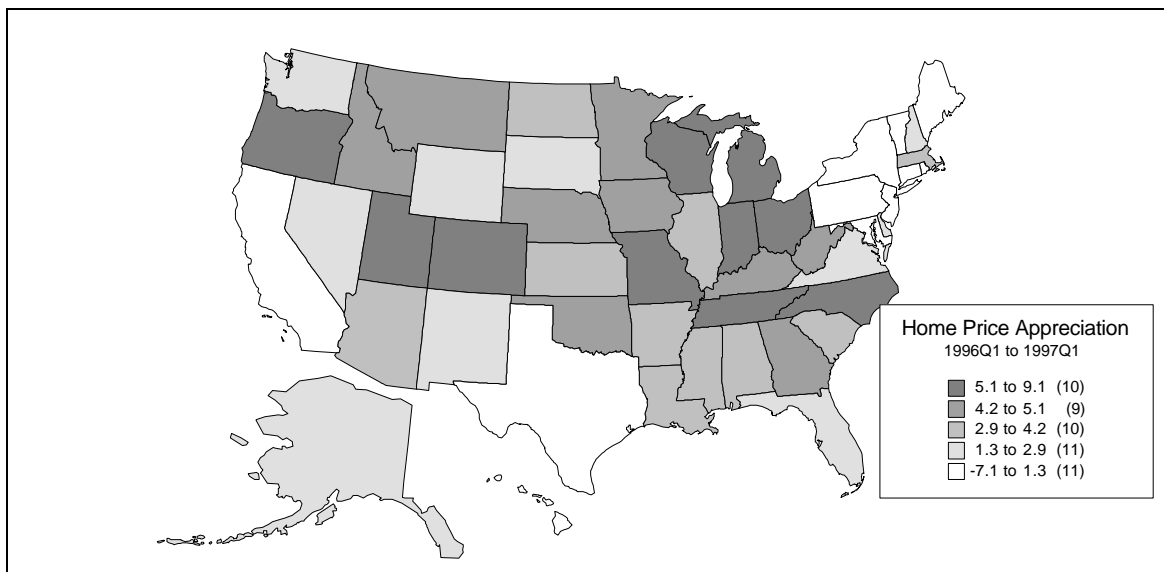 Home Price Appreciation
1996Q1 to 1997Q1
5.1 to 9.1 (10)
4.2 to 5.1 (9)
2.9 to 4.2 (10)
1.3 to 2.9 (11)
-7.1 to 1.3 (11)